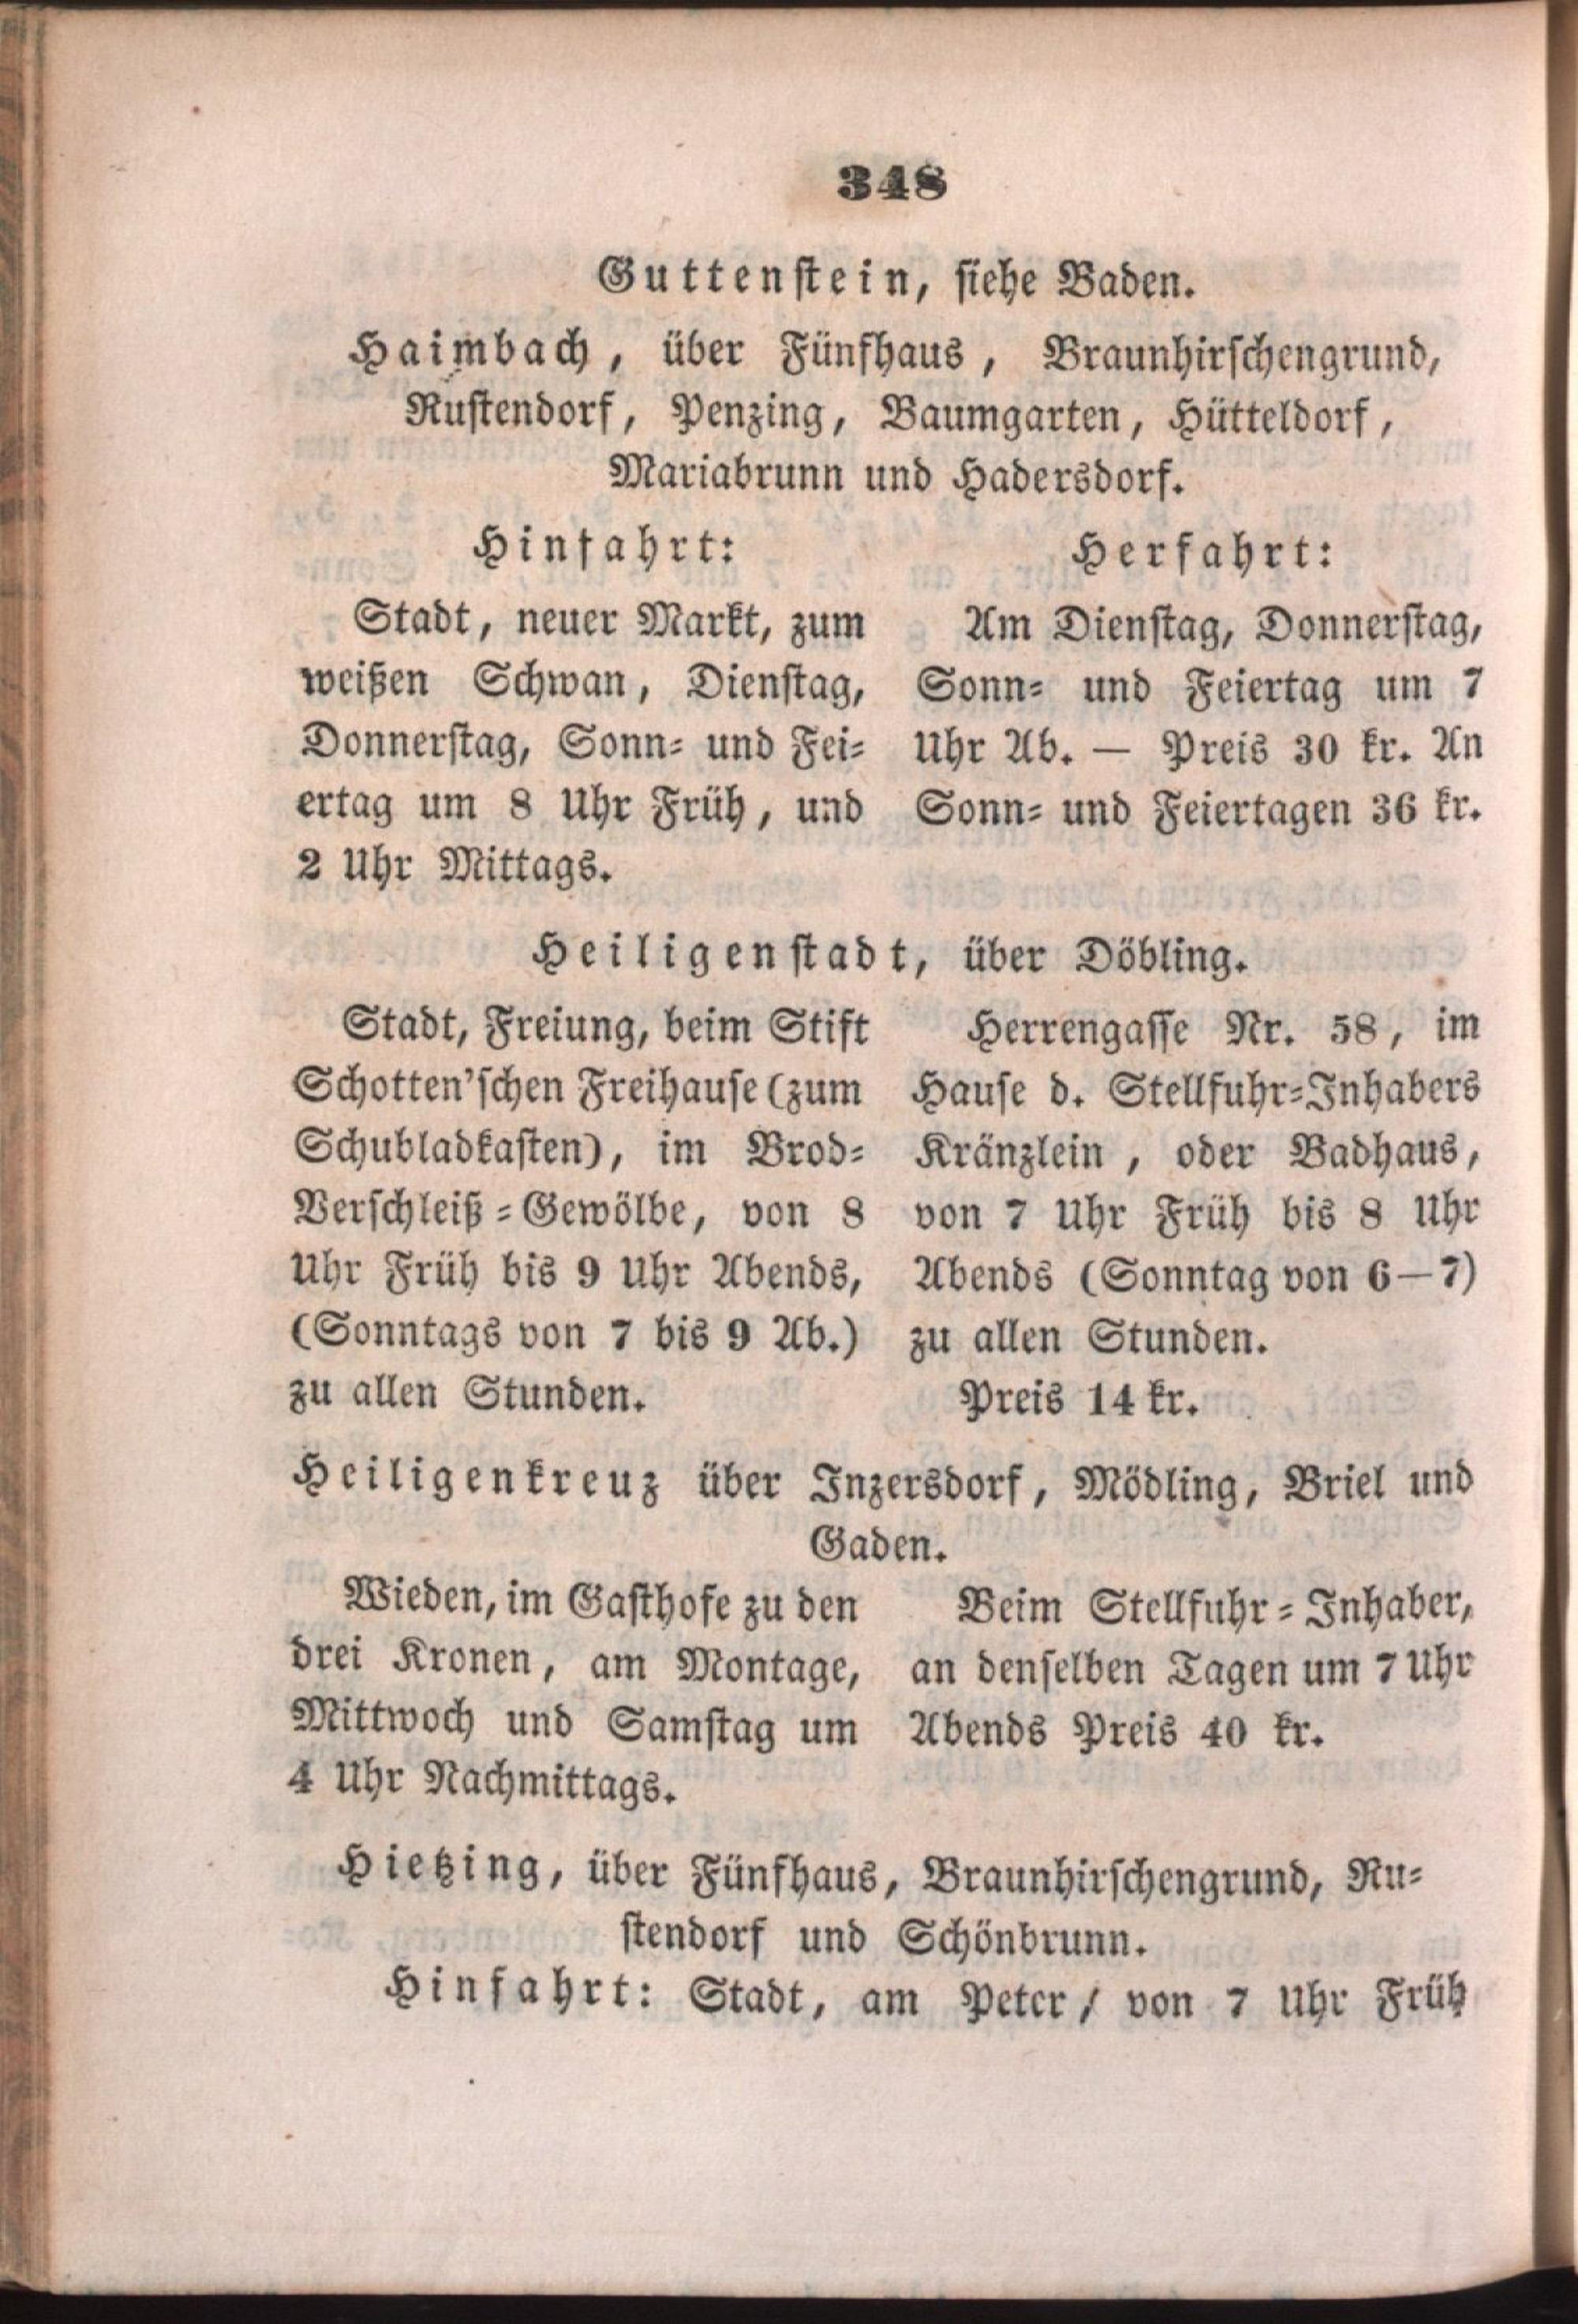 348
Guttenstein, siehe Baden.
Haimbach, über Fünfhaus, Braunhirschengrund,
Rustendorf, Penzing, Baumgarten, Hütteldorf,
Mariabrunn und Hadersdorf.
Hinfahrt:
Stadt, neuer Markt, zum
weißen Schwan, Dienstag,
Donnerstag, Sonn- und Fei-
ertag um 8 Uhr Früh, und
2 Uhr Mittags.
Herfahrt:
Am Dienstag, Donnerstag,
Sonn- und Feiertag um 7
Uhr Ab. — Preis 30 kr. An
Sonn- und Feiertagen 36 kr.
Heiligenstadt, über Döbling.
Stadt, Freiung, beim Stift
Schotten'schen Freihause (zum
Schubladkasten), im Brod-
Verschleiß-Gewölbe, von 8
Uhr Früh bis 9 Uhr Abends,
(Sonntags von 7 bis 9 Ab.)
zu allen Stunden.
Herrengasse Nr. 58, im
Hause d. Stellfuhr-Inhabers
Kränzlein, oder Badhaus,
von 7 Uhr Früh bis 8 Uhr
Abends (Sonntag von 6—7)
zu allen Stunden.
Preis 14 kr.
Heiligenkreuz über Inzersdorf, Mödling, Briel und
Gaden.
Wieden, im Gasthofe zu den
drei Kronen, am Montage,
Mittwoch und Samstag um
4 Uhr Nachmittags.
Beim Stellfuhr-Inhaber,
an denselben Tagen um 7 Uhr
Abends Preis 40 kr.
Hietzing, über Fünfhaus, Braunhirschengrund, Ru-
stendorf und Schönbrunn.
Hinfahrt: Stadt, am Peter, von 7 Uhr Früh